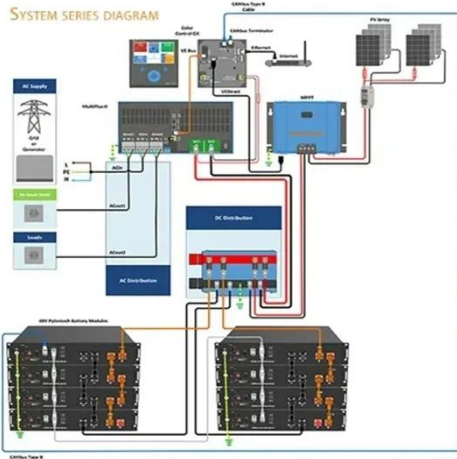 SYSTEM SERIES DIAGRAM
CANbus Type B
Cable
Color
Control GX
CANbus Terminator
PV Array
VE Bus
Ethernet
Internet
AC Supply
Grid
or
Generator
MultiPlus-II
VE.Direct
MPPT
L
PE
N
ACin
ACout1
Loads
ACout2
AC Distribution
DC Distribution
48V Pylontech Battery Modules
CANbus Type B